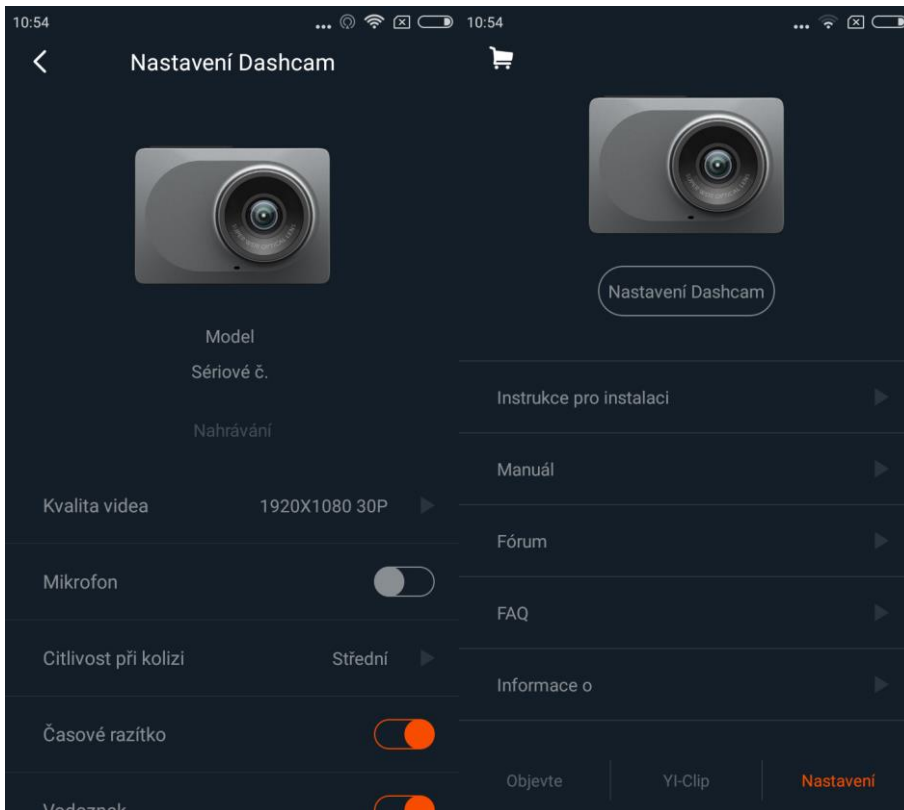 10:54
Nastavení Dashcam
Model
Sériové č.
Nahrávání
Kvalita videa 1920X1080 30P
Mikrofon
Citlivost při kolizi Střední
Časové razítko
Vodoznak
10:54
Nastavení Dashcam
Instrukce pro instalaci
Manuál
Fórum
FAQ
Informace o
Objevte YI-Clip Nastavení